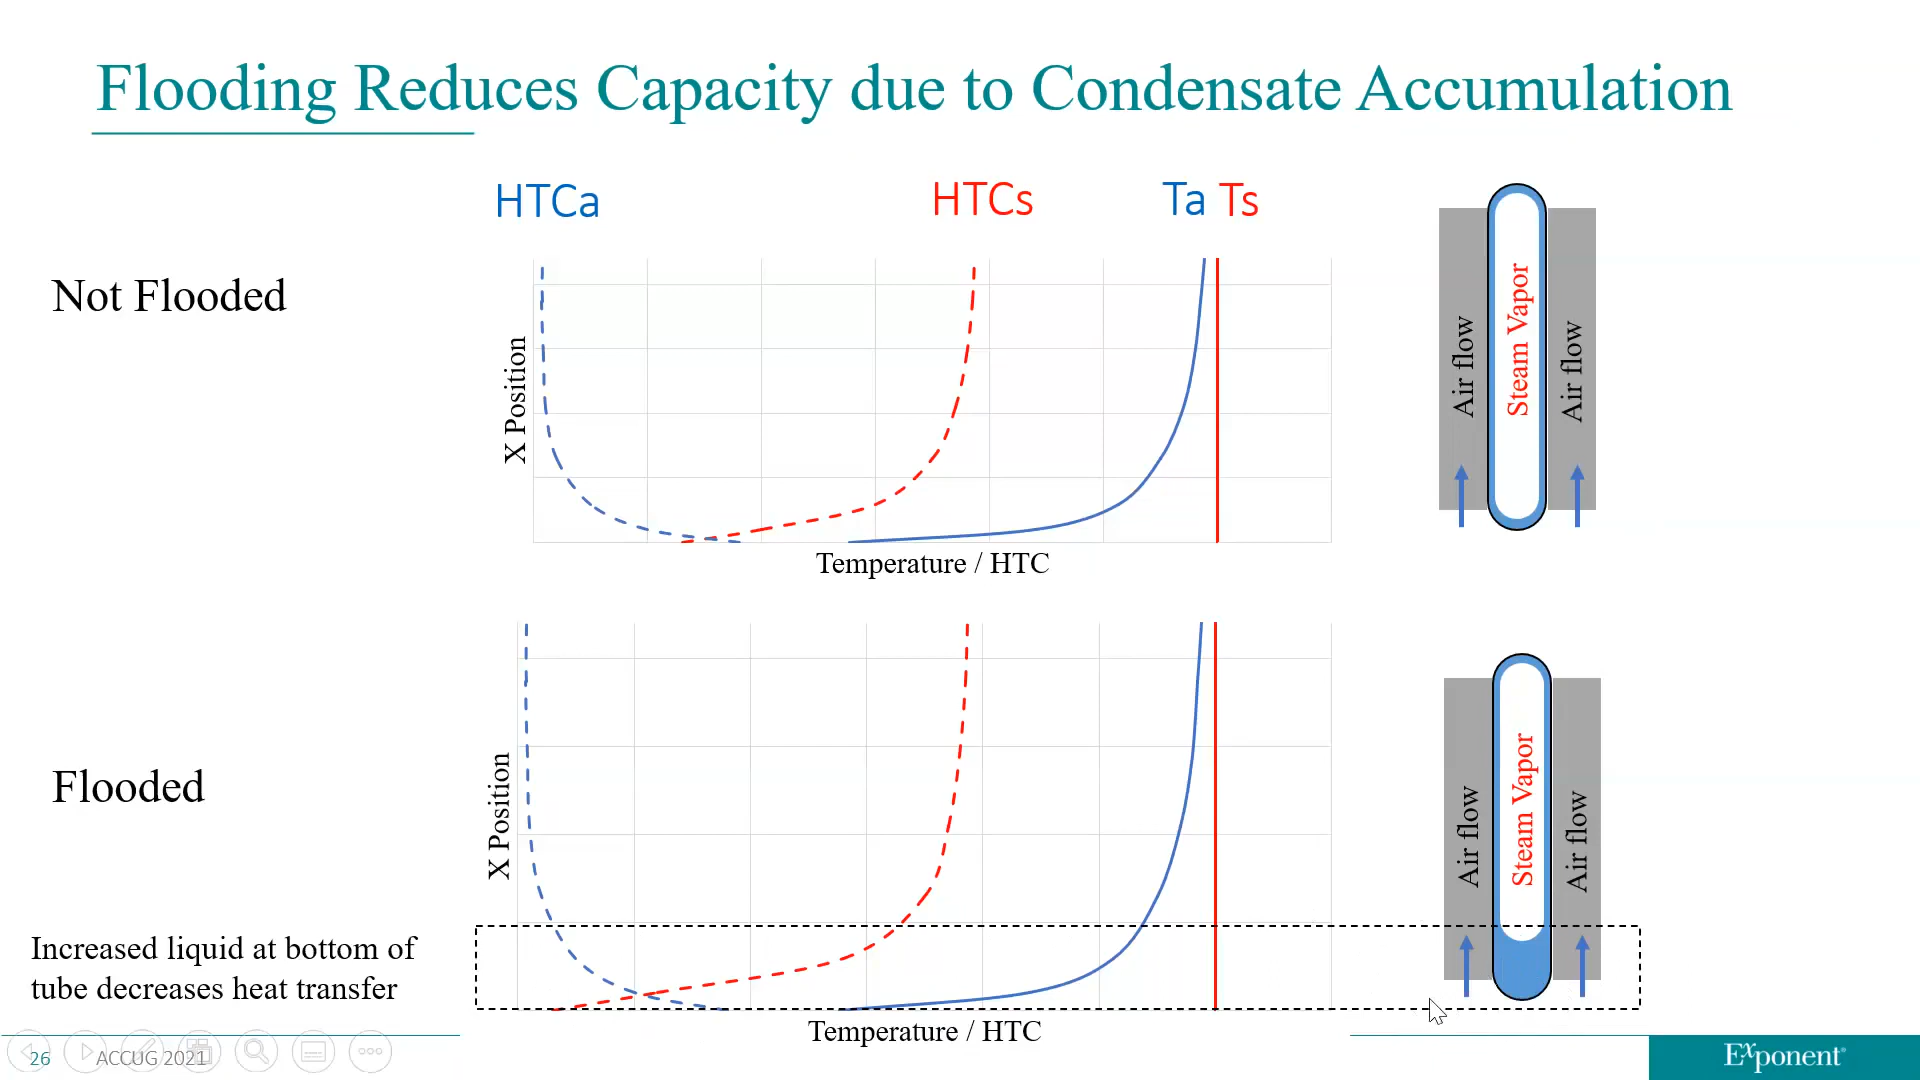 Flooding Reduces Capacity due to Condensate Accumulation
HTCa
HTCs
Ta Ts
Not Flooded
X Position
Temperature / HTC
Air flow
Steam Vapor
Air flow
Flooded
X Position
Temperature / HTC
Air flow
Steam Vapor
Air flow
Increased liquid at bottom of
tube decreases heat transfer
26
ACCUG 2021
Exponent®